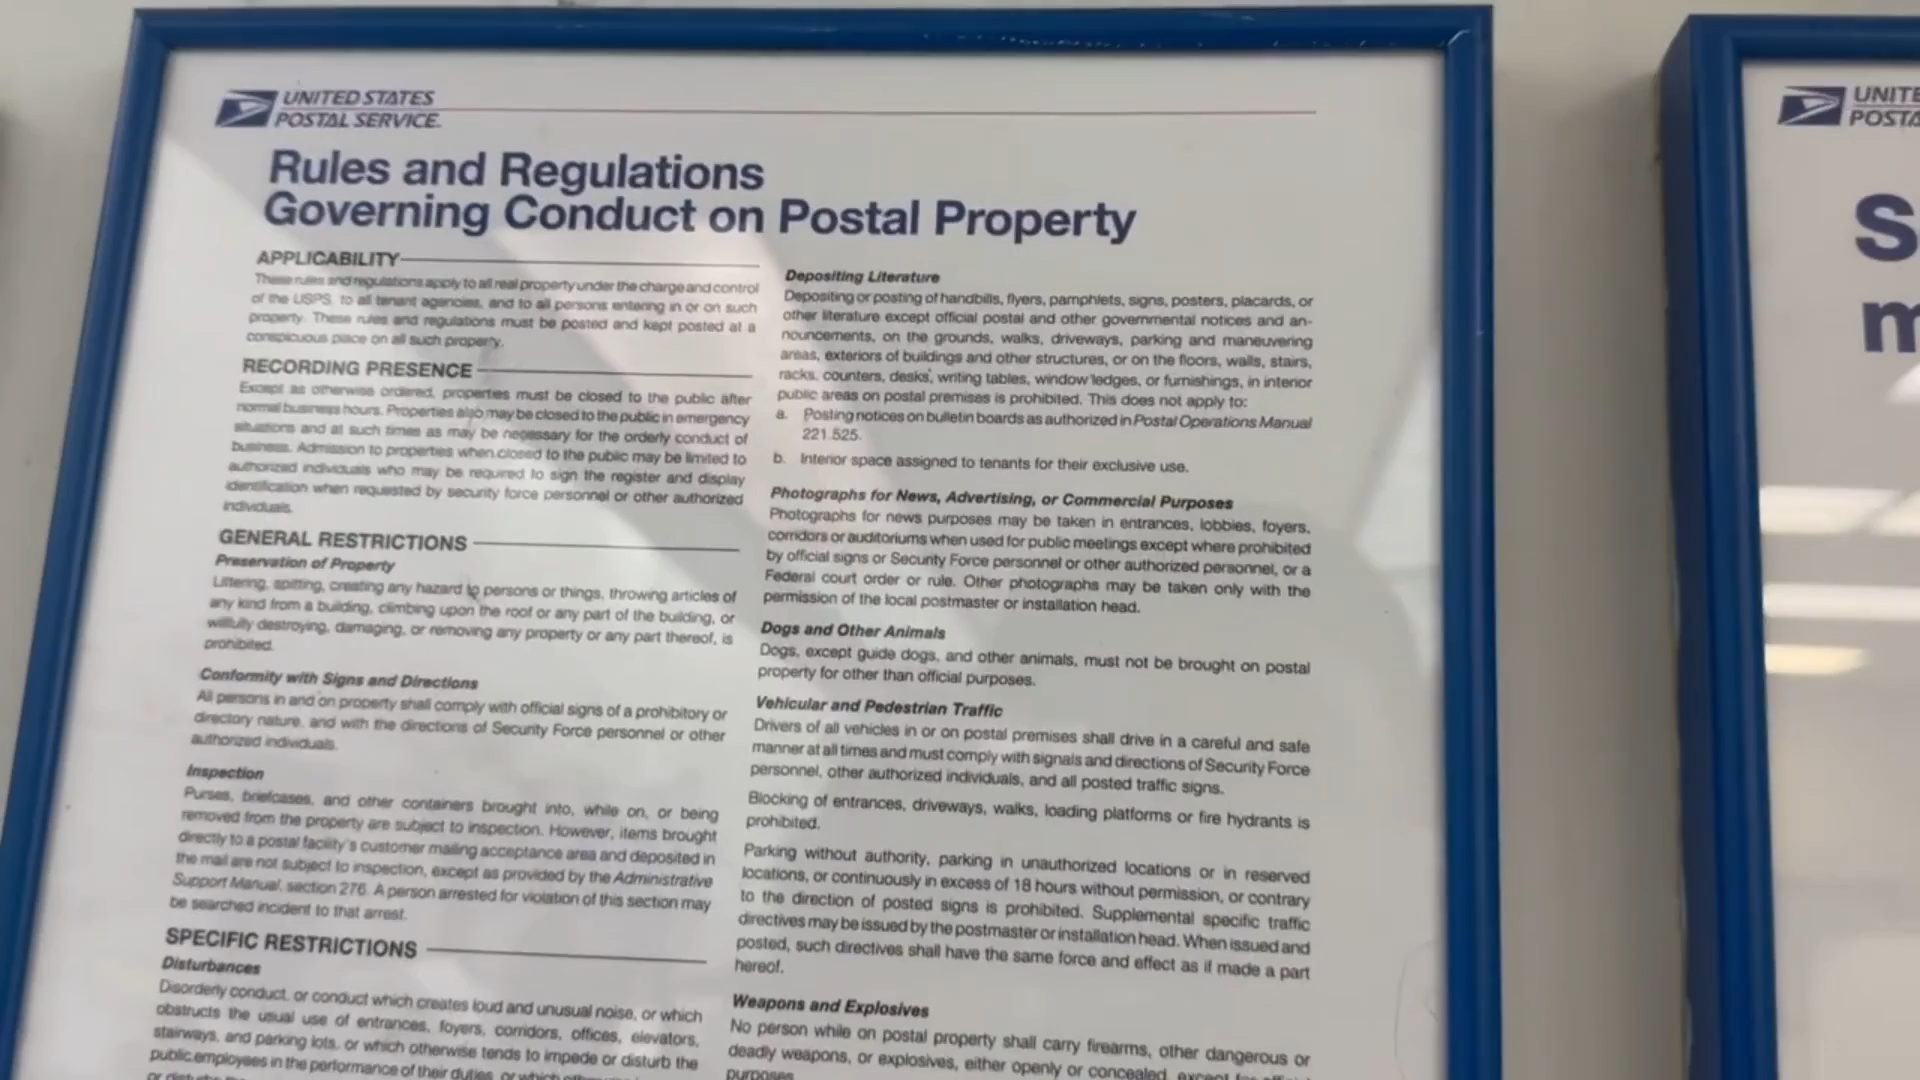 UNITED STATES
POSTAL SERVICE.
Rules and Regulations
Governing Conduct on Postal Property
APPLICABILITY
These rules and regulations apply to all real property under the charge and control
of the USPS, to all tenant agencies, and to all persons entering in or on such
property. These rules and regulations must be posted and kept posted at a
conspicuous place on all such property.
RECORDING PRESENCE
Except as otherwise ordered, properties must be closed to the public after
normal business hours. Properties also may be closed to the public in emergency
situations and at such times as may be necessary for the orderly conduct of
business. Admission to properties when closed to the public may be limited to
authorized individuals who may be required to sign the register and display
identification when requested by security force personnel or other authorized
individuals.
GENERAL RESTRICTIONS
Preservation of Property
Littering, spitting, creating any hazard to persons or things, throwing articles of
any kind from a building, climbing upon the roof or any part of the building, or
willfully destroying, damaging, or removing any property or any part thereof, is
prohibited.
Conformity with Signs and Directions
All persons in and on property shall comply with official signs of a prohibitory or
directory nature, and with the directions of Security Force personnel or other
authorized individuals.
Inspection
Purses, briefcases, and other containers brought into, while on, or being
removed from the property are subject to inspection. However, items brought
directly to a postal facility's customer mailing acceptance area and deposited in
the mail are not subject to inspection, except as provided by the Administrative
Support Manual, section 276. A person arrested for violation of this section may
be searched incident to that arrest.
SPECIFIC RESTRICTIONS
Disturbances
Disorderly conduct, or conduct which creates loud and unusual noise, or which
obstructs the usual use of entrances, foyers, corridors, offices, elevators,
stairways, and parking lots, or which otherwise tends to impede or disturb the
public employees in the performance of their duties, or which
Depositing Literature
Depositing or posting of handbills, flyers, pamphlets, signs, posters, placards, or
other literature except official postal and other governmental notices and an-
nouncements, on the grounds, walks, driveways, parking and maneuvering
areas, exteriors of buildings and other structures, or on the floors, walls, stairs,
racks, counters, desks, writing tables, window ledges, or furnishings, in interior
public areas on postal premises is prohibited. This does not apply to:
a. Posting notices on bulletin boards as authorized in Postal Operations Manual
221.525.
b. Interior space assigned to tenants for their exclusive use.
Photographs for News, Advertising, or Commercial Purposes
Photographs for news purposes may be taken in entrances, lobbies, foyers,
corridors or auditoriums when used for public meetings except where prohibited
by official signs or Security Force personnel or other authorized personnel, or a
Federal court order or rule. Other photographs may be taken only with the
permission of the local postmaster or installation head.
Dogs and Other Animals
Dogs, except guide dogs, and other animals, must not be brought on postal
property for other than official purposes.
Vehicular and Pedestrian Traffic
Drivers of all vehicles in or on postal premises shall drive in a careful and safe
manner at all times and must comply with signals and directions of Security Force
personnel, other authorized individuals, and all posted traffic signs.
Blocking of entrances, driveways, walks, loading platforms or fire hydrants is
prohibited.
Parking without authority, parking in unauthorized locations or in reserved
locations, or continuously in excess of 18 hours without permission, or contrary
to the direction of posted signs is prohibited. Supplemental specific traffic
directives may be issued by the postmaster or installation head. When issued and
posted, such directives shall have the same force and effect as if made a part
hereof.
Weapons and Explosives
No person while on postal property shall carry firearms, other dangerous or
deadly weapons, or explosives, either openly or concealed, except for official
purposes
UNITE
POSTA
S
m